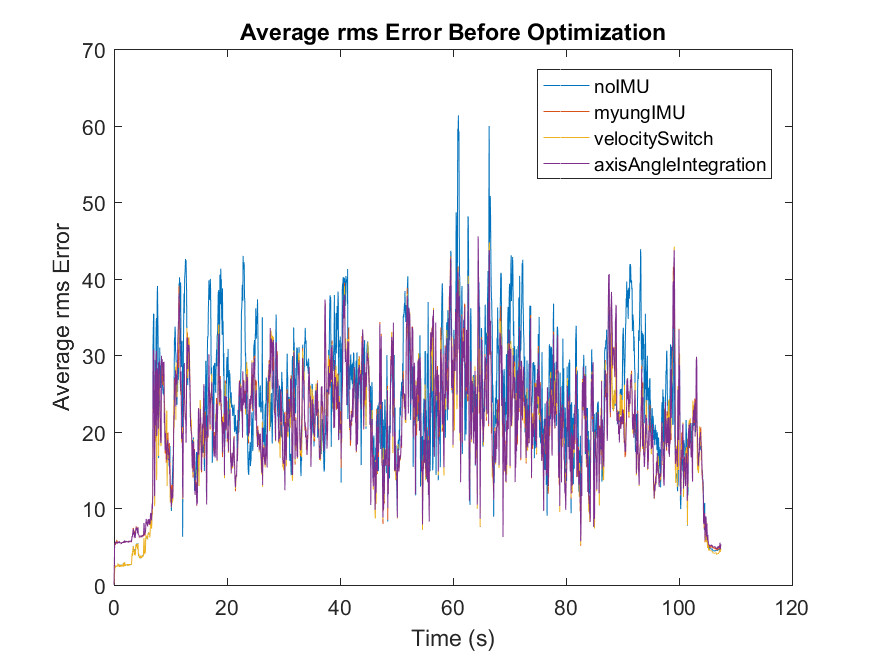 Average rms Error Before Optimization
70
60
50
40
30
20
10
0
Average rms Error
noIMU
myungIMU
velocitySwitch
axisAngleIntegration
0 20 40 60 80 100 120
Time (s)